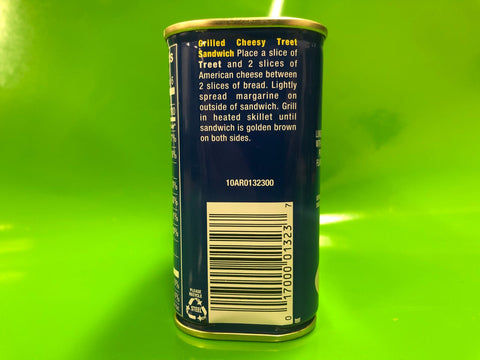 Grilled Cheesy Treet
Sandwich Place a slice of
Treet and 2 slices of
American cheese between
2 slices of bread. Lightly
spread margarine on
outside of sandwich. Grill
in heated skillet until
sandwich is golden brown
on both sides.
10AR0132300
0 17000 01323 7
PLEASE
RECYCLE
STEEL